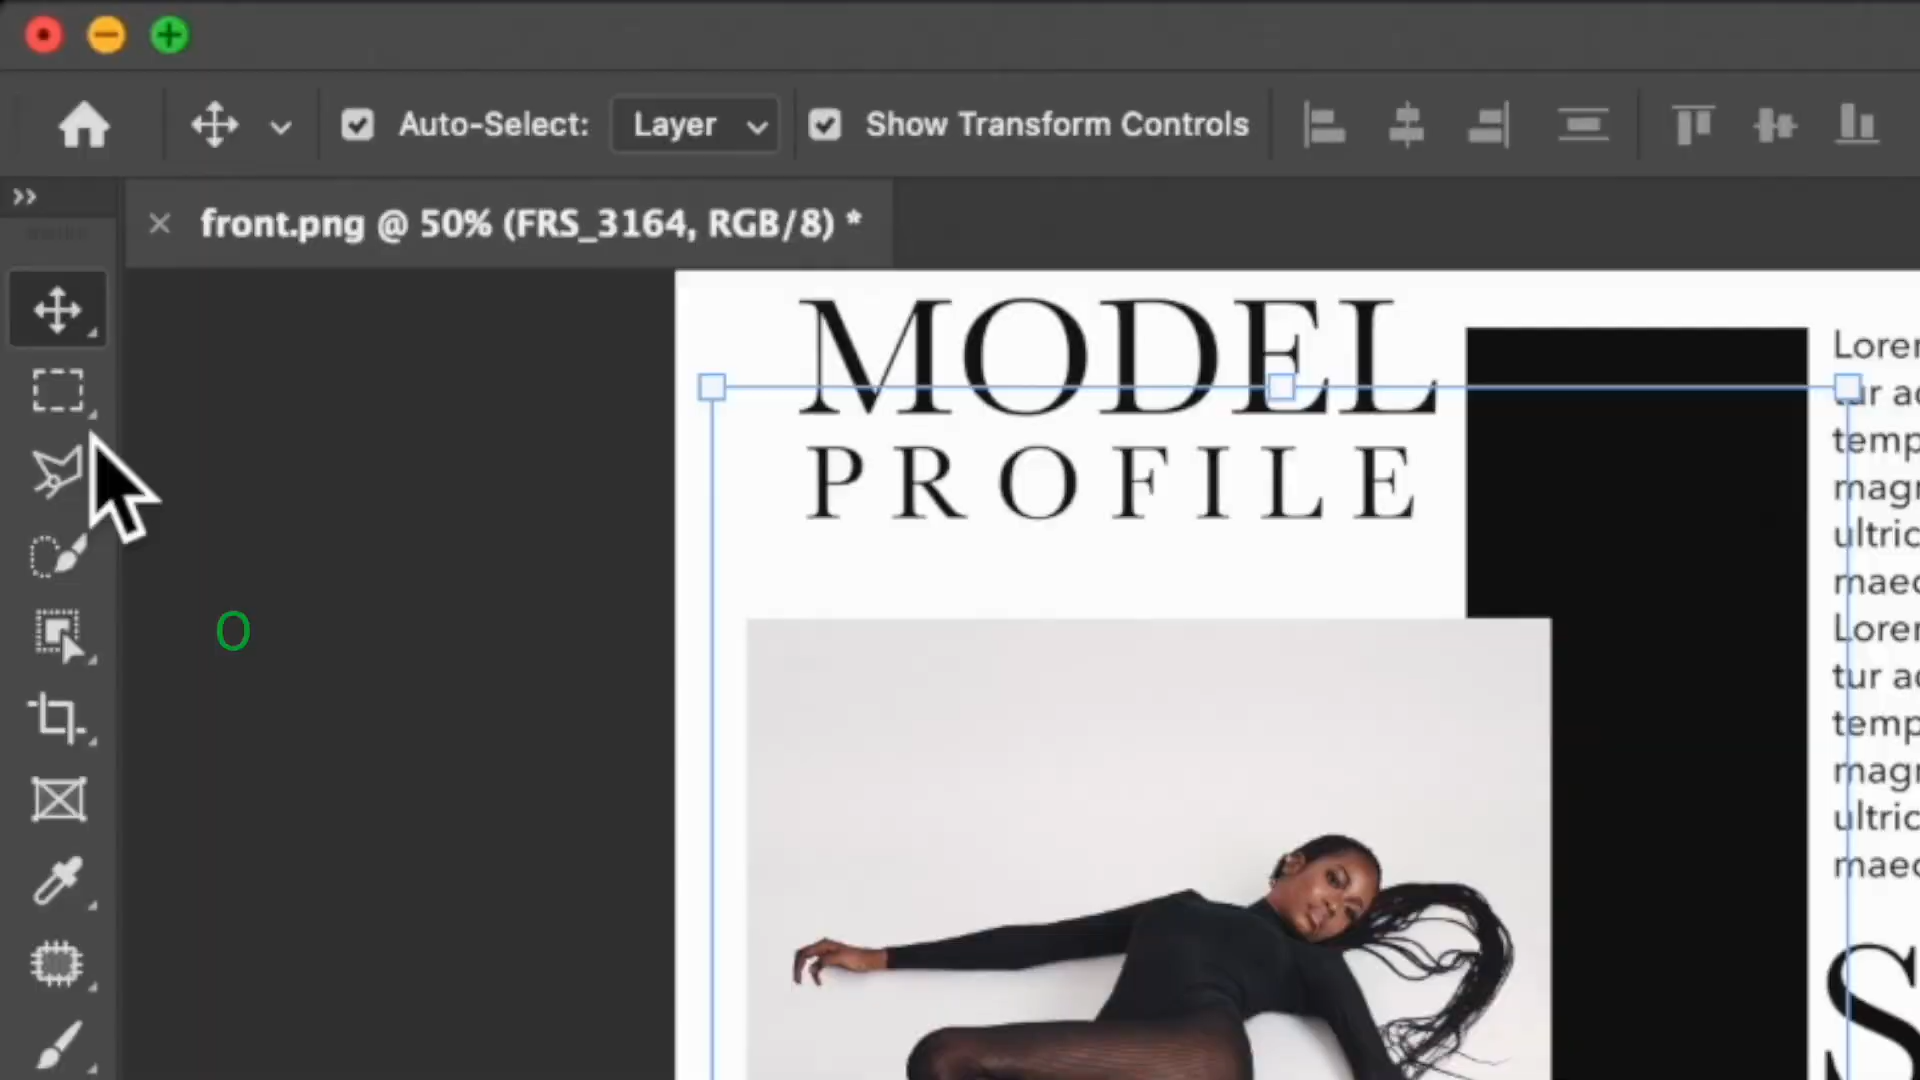 Auto-Select: Layer Show Transform Controls
front.png @ 50% (FRS_3164, RGB/8) *
MODEL
PROFILE
Lorem
tur ad
temp
magn
ultric
maec
Lorem
tur ad
temp
magn
ultric
maec
S
O